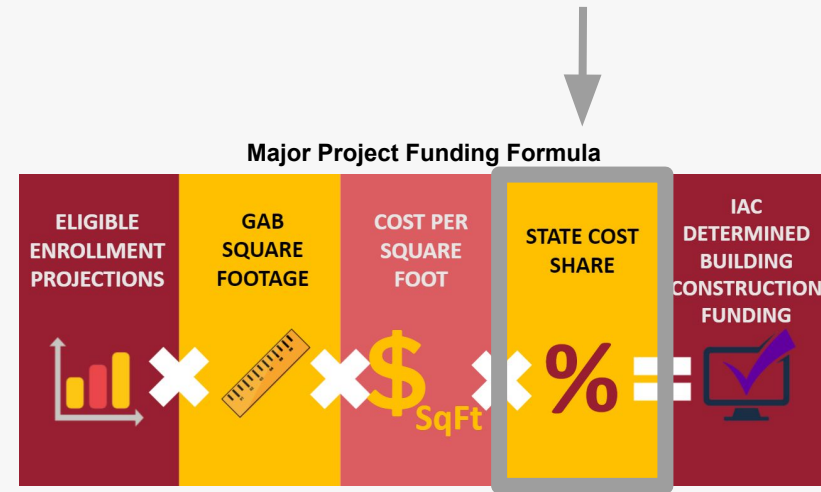 Major Project Funding Formula
ELIGIBLE
ENROLLMENT
PROJECTIONS
GAB
SQUARE
FOOTAGE
COST PER
SQUARE
FOOT
STATE COST
SHARE
IAC
DETERMINED
BUILDING
CONSTRUCTION
FUNDING
$
SqFt
%